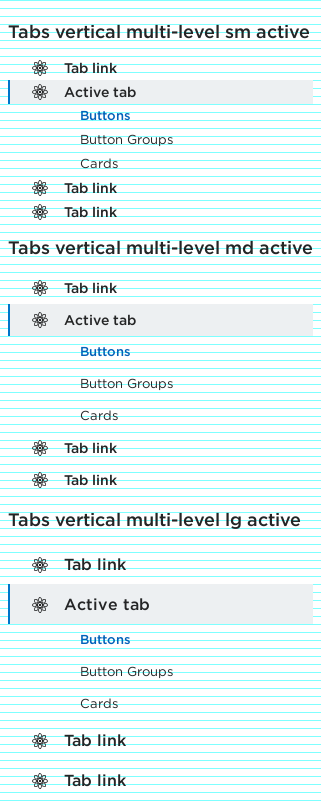 Tabs vertical multi-level sm active
Tab link
Active tab
Buttons
Button Groups
Cards
Tab link
Tab link
Tabs vertical multi-level md active
Tab link
Active tab
Buttons
Button Groups
Cards
Tab link
Tab link
Tabs vertical multi-level lg active
Tab link
Active tab
Buttons
Button Groups
Cards
Tab link
Tab link